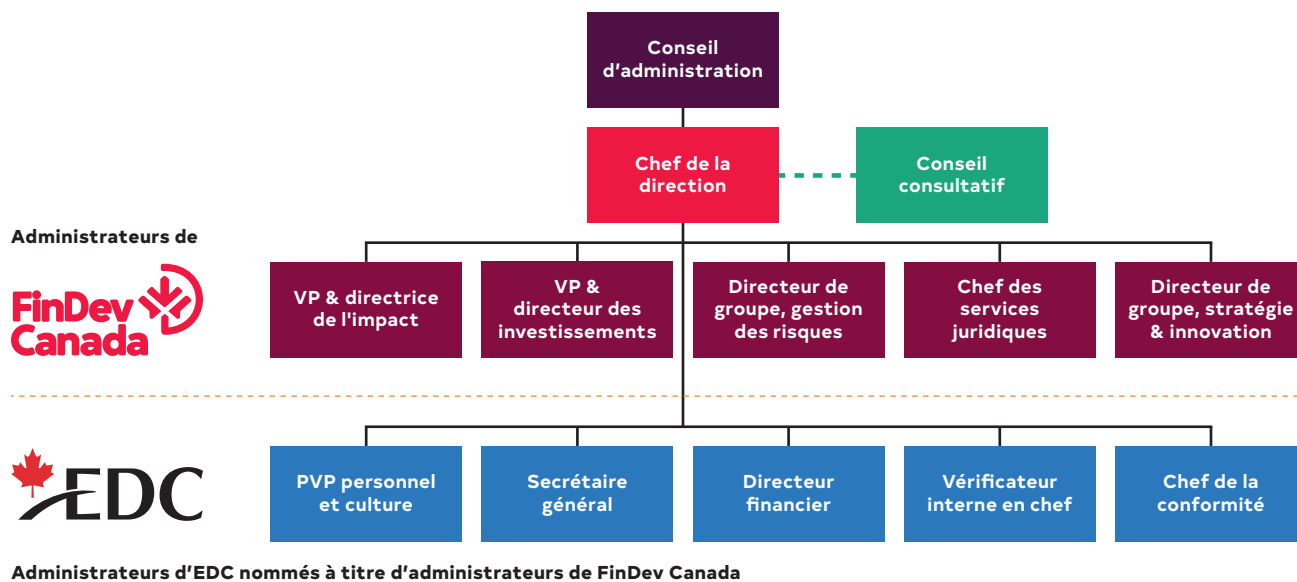 Conseil
d'administration
Chef de la
direction
Conseil
consultatif
Administrateurs de
FinDev
Canada
VP & directrice
de l'impact
VP &
directeur des
investissements
Directeur de
groupe, gestion
des risques
Chef des
services
juridiques
Directeur de
groupe, stratégie
& innovation
EDC
PVP personnel
et culture
Secrétaire
général
Directeur
financier
Vérificateur
interne en chef
Chef de la
conformité
Administrateurs d'EDC nommés à titre d'administrateurs de FinDev Canada